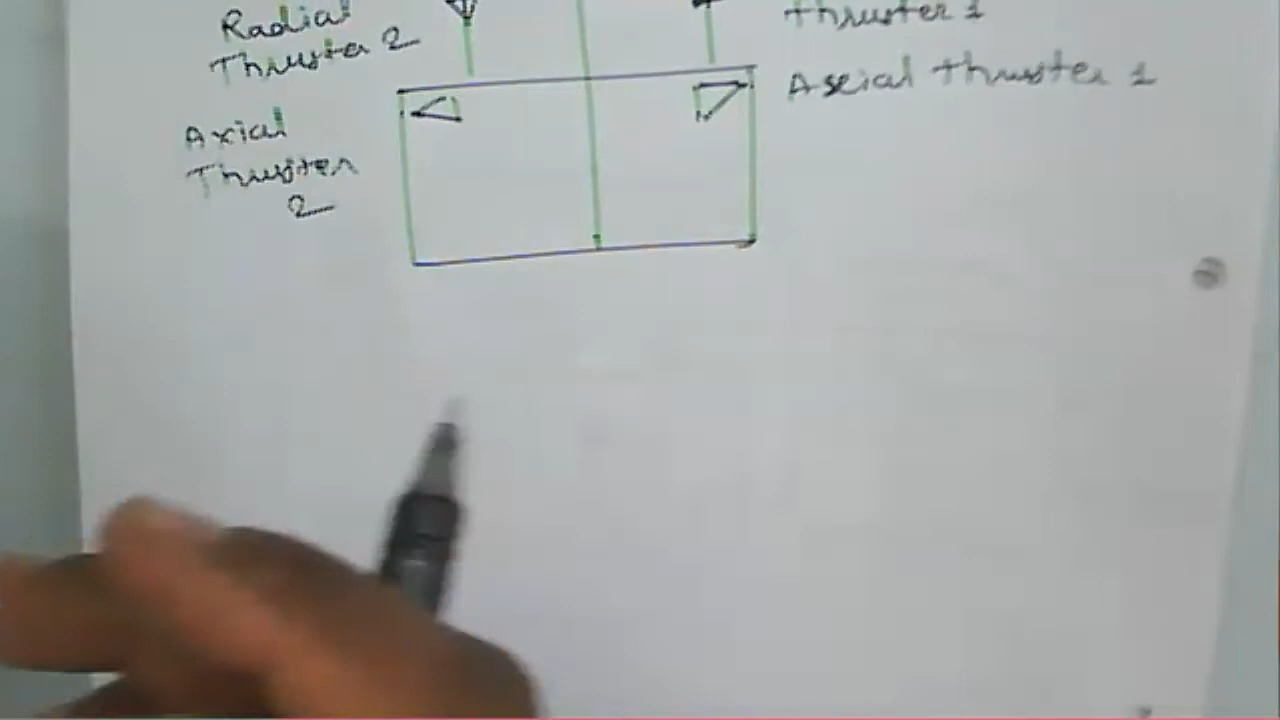 Radial
Thruster 2
thruster 1
Axial thruster 1
Axial
Thruster
2